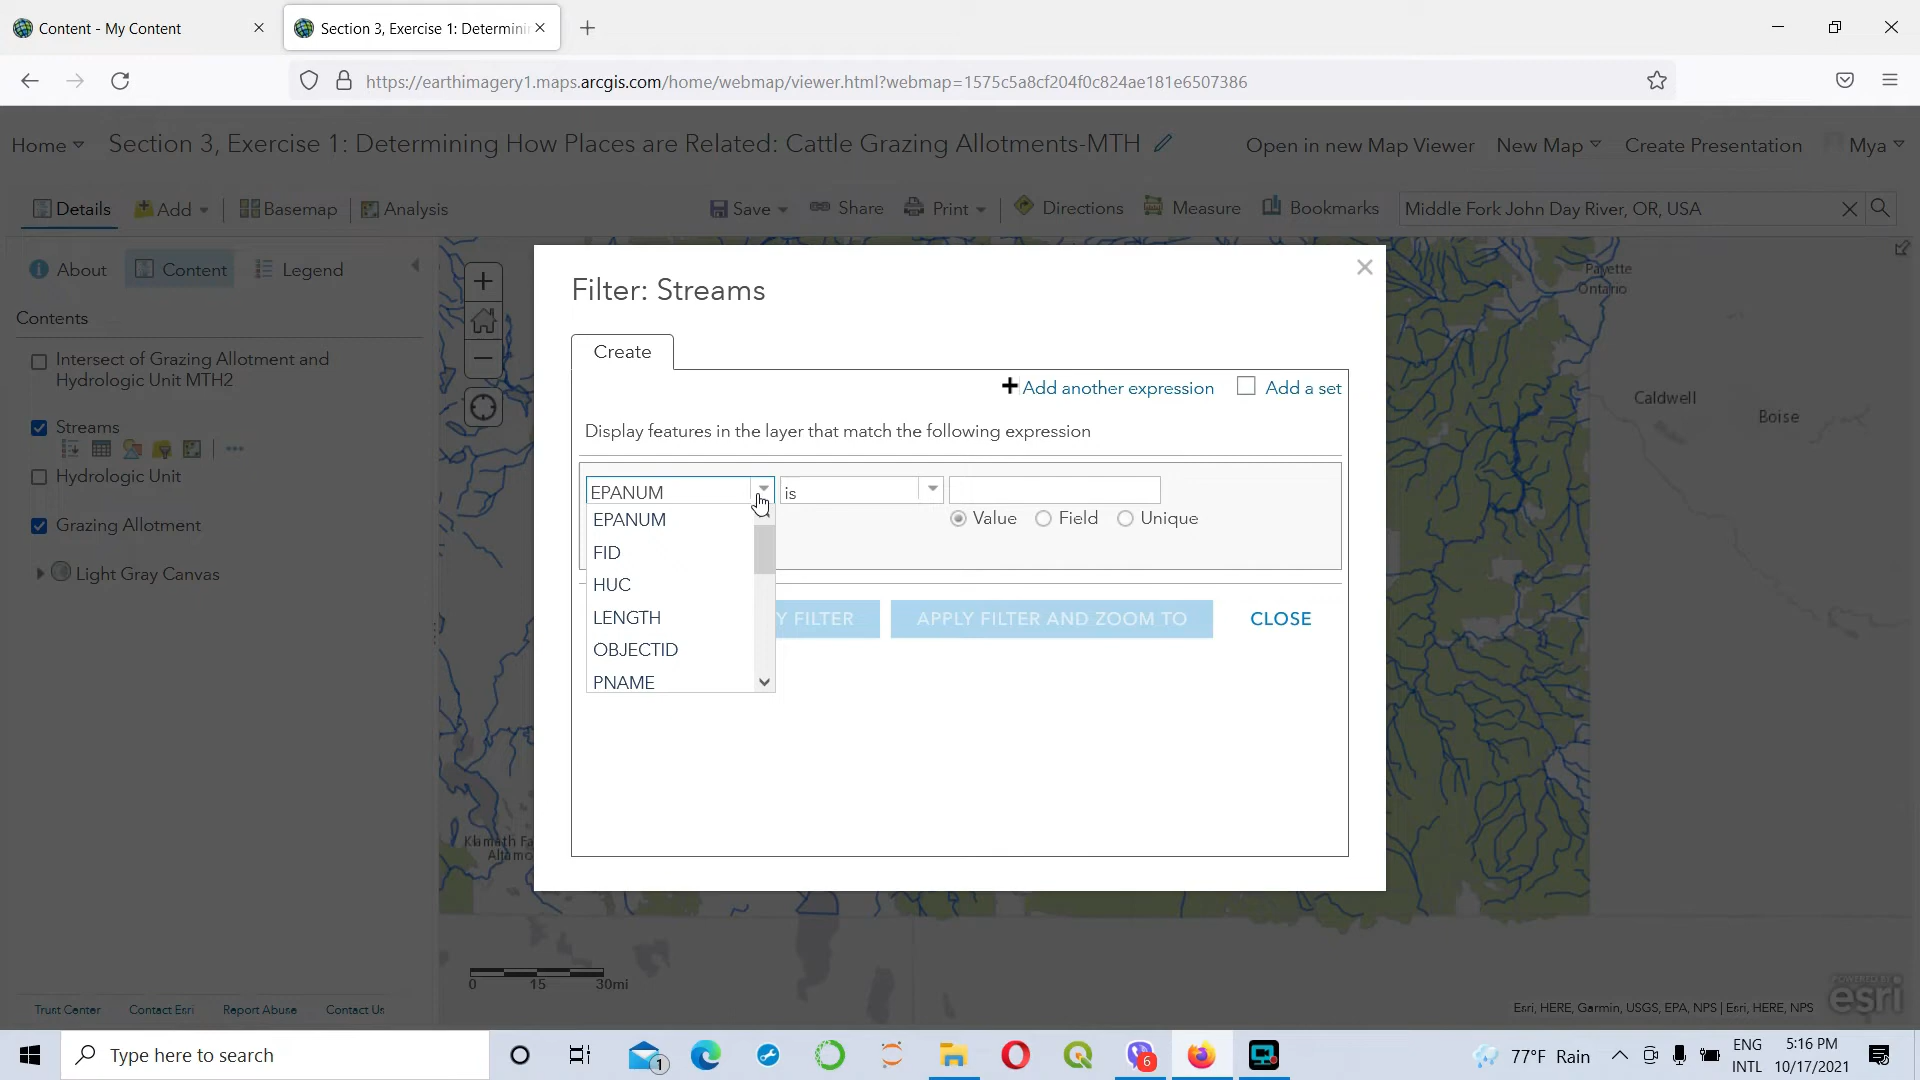 Content - My Content
Section 3, Exercise 1: Determinin
https://earthimagery1.maps.arcgis.com/home/webmap/viewer.html?webmap=1575c5a8cf204f0c824ae181e6507386
Home
Section 3, Exercise 1: Determining How Places are Related: Cattle Grazing Allotments-MTH
Open in new Map Viewer
New Map
Create Presentation
Mya
Details
Add
Basemap
Analysis
Save
Share
Print
Directions
Measure
Bookmarks
Middle Fork John Day River, OR, USA
About
Content
Legend
Contents
Intersect of Grazing Allotment and
Hydrologic Unit MTH2
Streams
Hydrologic Unit
Grazing Allotment
Light Gray Canvas
Filter: Streams
Create
Add another expression
Add a set
Display features in the layer that match the following expression
EPANUM
is
EPANUM
FID
HUC
LENGTH
OBJECTID
PNAME
Value
Field
Unique
Y FILTER
APPLY FILTER AND ZOOM TO
CLOSE
Payette
Ontario
Caldwell
Boise
Klamath Fa
Altamo
0 15 30mi
Trust Center
Contact Esri
Report Abuse
Contact Us
Esri, HERE, Garmin, USGS, EPA, NPS | Esri, HERE, NPS
POWERED BY
esri
Type here to search
1
6
77°F Rain
ENG
INTL
5:16 PM
10/17/2021